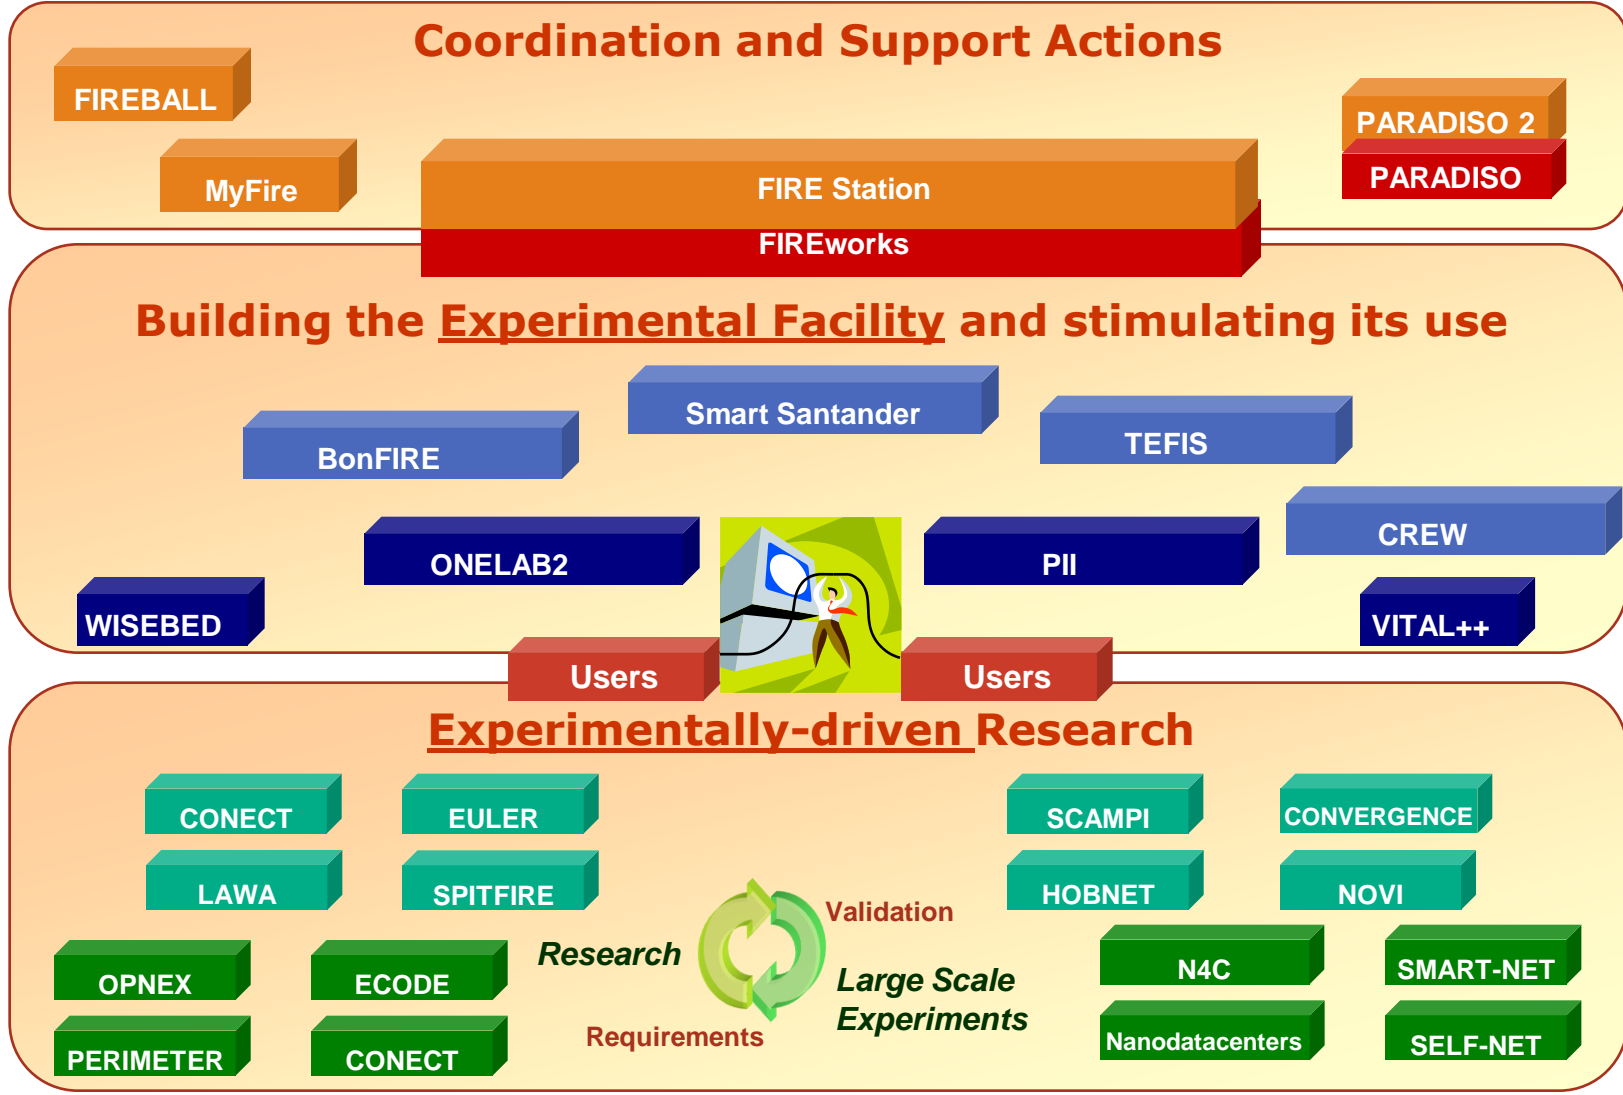 Coordination and Support Actions
FIREBALL
PARADISO 2
MyFire
FIRE Station
PARADISO
FIREworks
Building the Experimental Facility and stimulating its use
Smart Santander
BonFIRE
TEFIS
CREW
ONELAB2
PII
WISEBED
VITAL++
Users
Users
Experimentally-driven Research
CONECT
EULER
SCAMPI
CONVERGENCE
LAWA
SPITFIRE
HOBNET
NOVI
Validation
Research
Large Scale
Experiments
Requirements
OPNEX
ECODE
N4C
SMART-NET
PERIMETER
CONECT
Nanodatacenters
SELF-NET